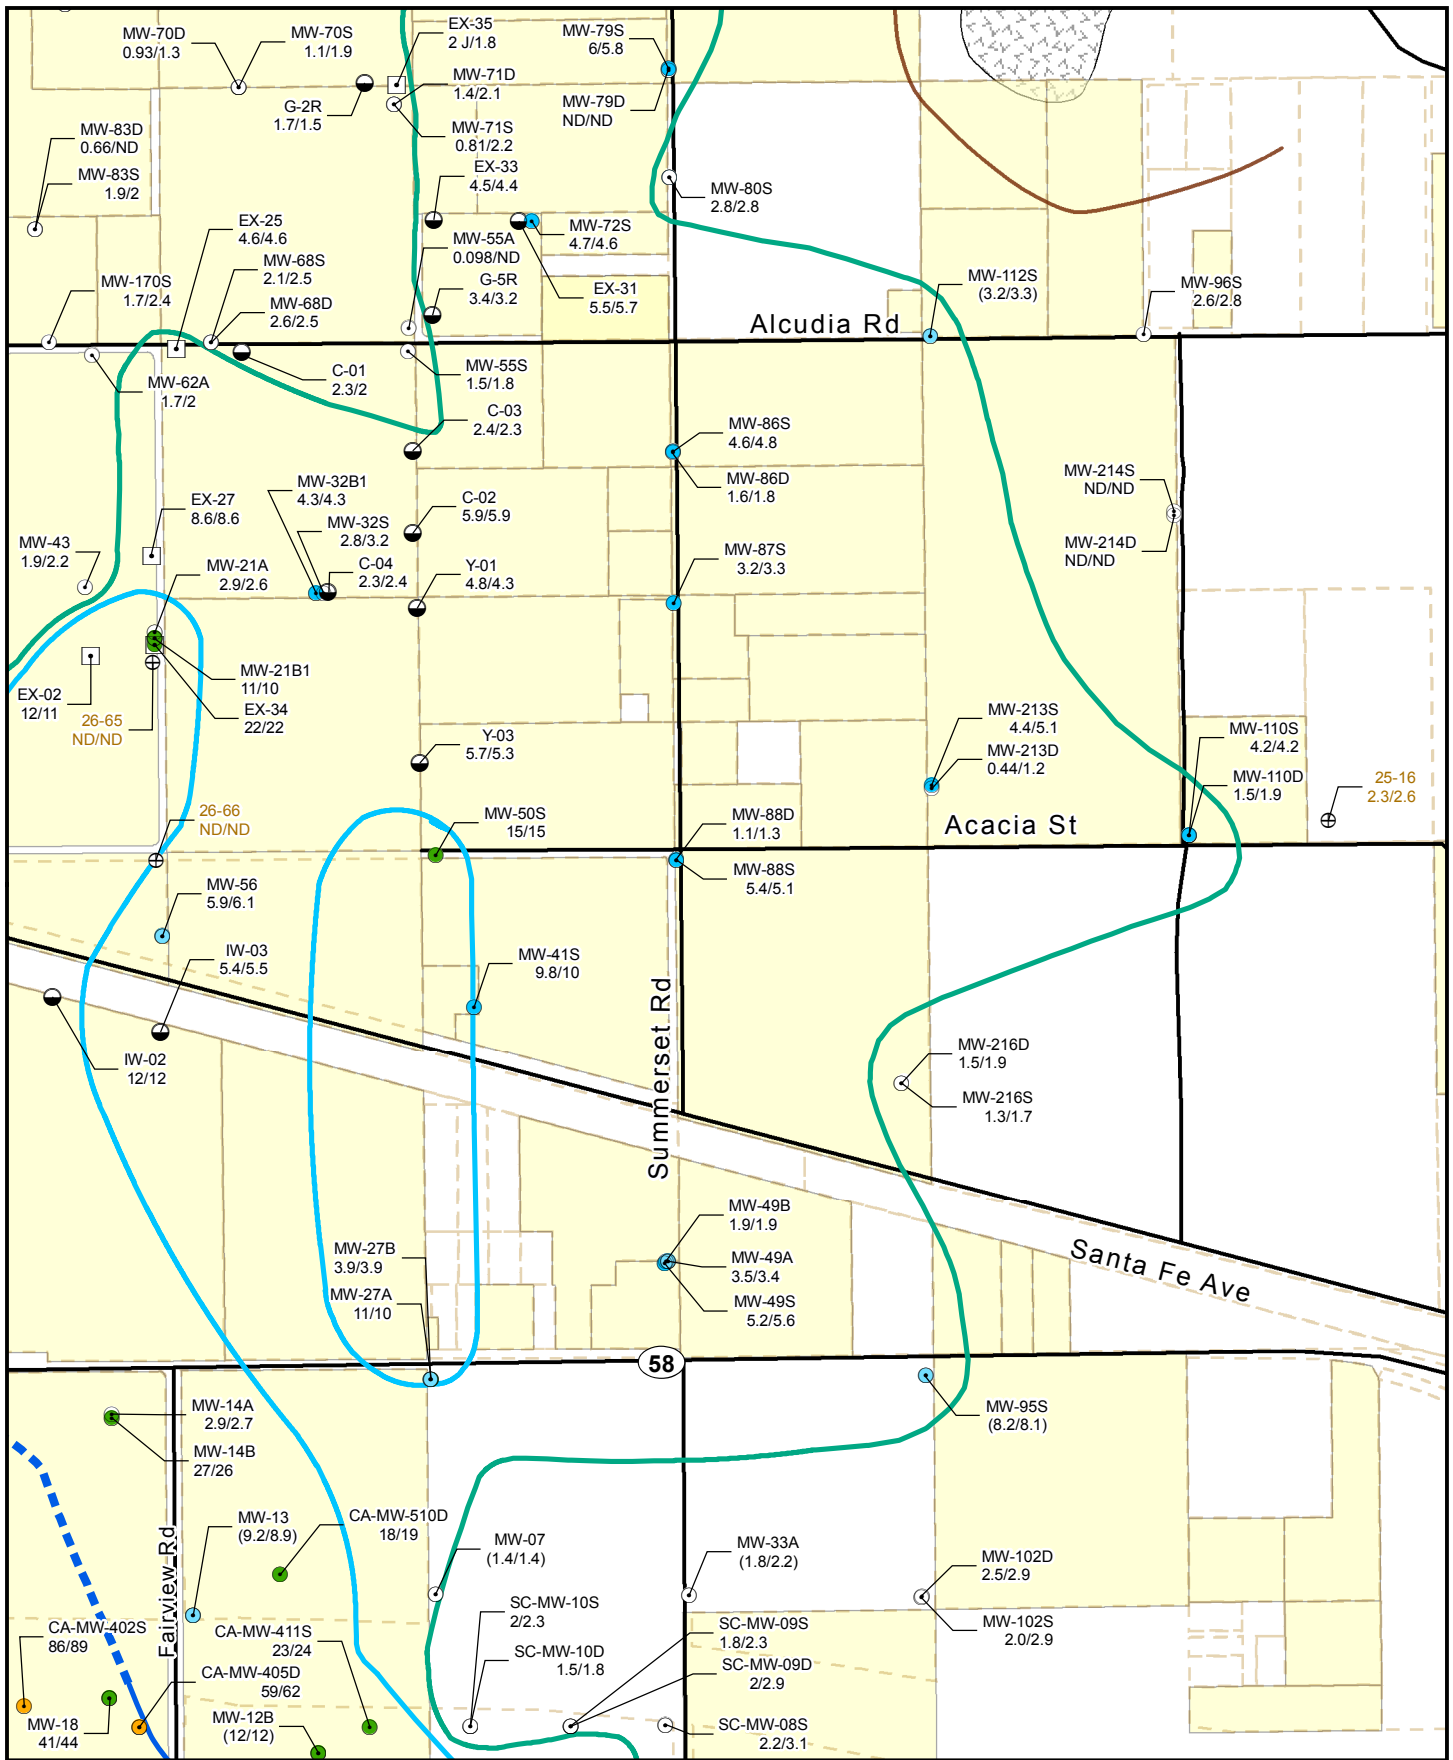 MW-70D
0.93/1.3
MW-70S
1.1/1.9
EX-35
2 J/1.8
MW-79S
6/5.8
MW-71D
1.4/2.1
G-2R
1.7/1.5
MW-79D
ND/ND
MW-71S
0.81/2.2
MW-83D
0.66/ND
MW-83S
1.9/2
EX-33
4.5/4.4
MW-80S
2.8/2.8
EX-25
4.6/4.6
MW-72S
4.7/4.6
MW-55A
0.098/ND
MW-68S
2.1/2.5
MW-170S
1.7/2.4
G-5R
3.4/3.2
EX-31
5.5/5.7
MW-112S
(3.2/3.3)
MW-96S
2.6/2.8
MW-68D
2.6/2.5
Alcudia Rd
C-01
2.3/2
MW-55S
1.5/1.8
MW-62A
1.7/2
C-03
2.4/2.3
MW-86S
4.6/4.8
MW-86D
1.6/1.8
MW-214S
ND/ND
MW-32B1
4.3/4.3
EX-27
8.6/8.6
C-02
5.9/5.9
MW-32S
2.8/3.2
MW-43
1.9/2.2
MW-214D
ND/ND
MW-87S
3.2/3.3
MW-21A
2.9/2.6
C-04
2.3/2.4
Y-01
4.8/4.3
MW-21B1
11/10
EX-02
12/11
EX-34
22/22
26-65
ND/ND
MW-213S
4.4/5.1
MW-110S
4.2/4.2
Y-03
5.7/5.3
MW-213D
0.44/1.2
MW-110D
1.5/1.9
25-16
2.3/2.6
26-66
ND/ND
MW-50S
15/15
MW-88D
1.1/1.3
Acacia St
MW-88S
5.4/5.1
MW-56
5.9/6.1
IW-03
5.4/5.5
MW-41S
9.8/10
Summerset Rd
IW-02
12/12
MW-216D
1.5/1.9
MW-216S
1.3/1.7
MW-49B
1.9/1.9
MW-27B
3.9/3.9
MW-49A
3.5/3.4
Santa Fe Ave
MW-27A
11/10
MW-49S
5.2/5.6
58
MW-14A
2.9/2.7
MW-95S
(8.2/8.1)
MW-14B
27/26
MW-13
(9.2/8.9)
CA-MW-510D
18/19
MW-07
(1.4/1.4)
MW-33A
(1.8/2.2)
MW-102D
2.5/2.9
Fairview Rd
SC-MW-10S
2/2.3
CA-MW-402S
86/89
CA-MW-411S
23/24
SC-MW-09S
1.8/2.3
MW-102S
2.0/2.9
SC-MW-10D
1.5/1.8
SC-MW-09D
2/2.9
CA-MW-405D
59/62
MW-18
41/44
MW-12B
(12/12)
SC-MW-08S
2.2/3.1